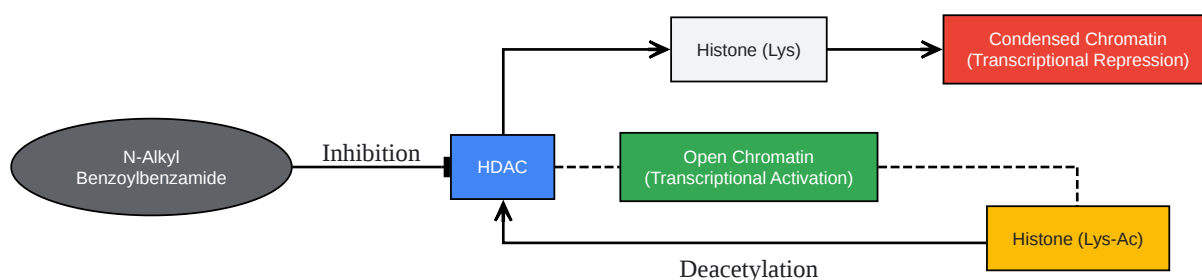 Histone (Lys)
Condensed Chromatin
(Transcriptional Repression)
N-Alkyl
Benzoylbenzamide
Inhibition
HDAC
Open Chromatin
(Transcriptional Activation)
Histone (Lys-Ac)
Deacetylation